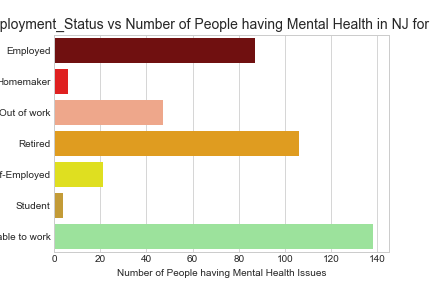 ployment_Status vs Number of People having Mental Health in NJ for
Employed
Homemaker
Out of work
Retired
f-Employed
Student
able to work
0 20 40 60 80 100 120 140
Number of People having Mental Health Issues